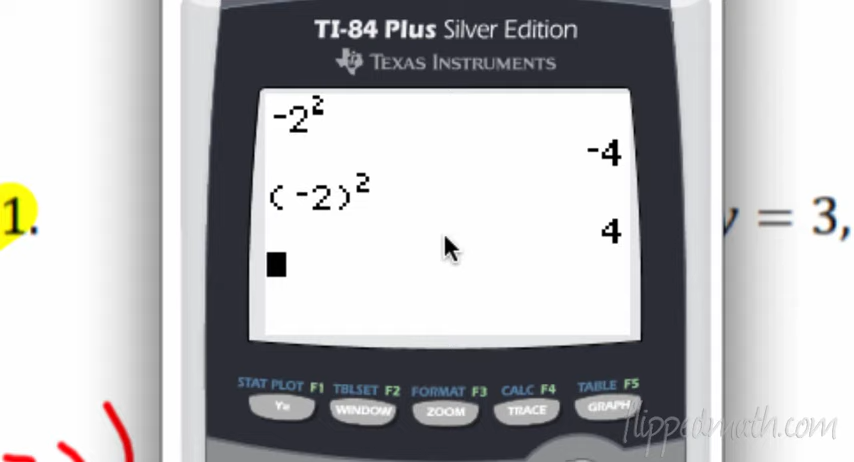 TI-84 Plus Silver Edition
TEXAS INSTRUMENTS
-2²
-4
(-2)²
4
1.
y = 3,
STAT PLOT F1 TBLSET F2 FORMAT F3 CALC F4 TABLE F5
Y= WINDOW ZOOM TRACE GRAPH
flippedmath.com